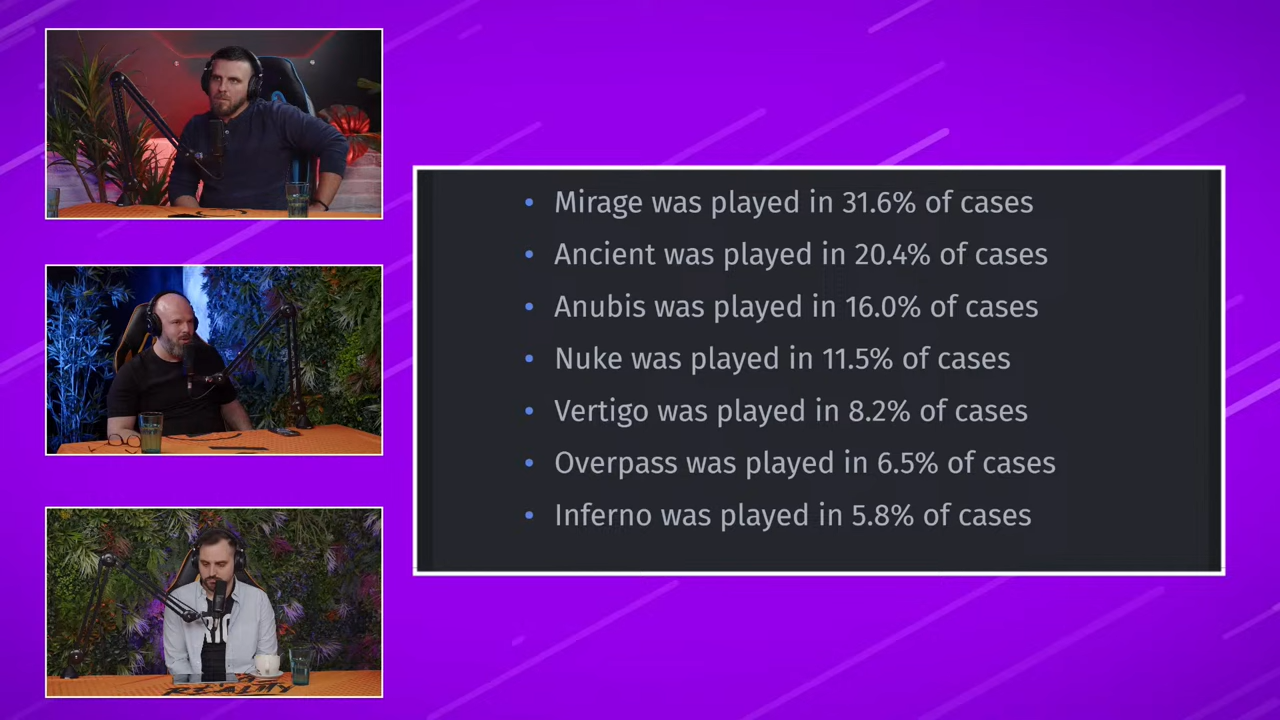 Mirage was played in 31.6% of cases
Ancient was played in 20.4% of cases
Anubis was played in 16.0% of cases
Nuke was played in 11.5% of cases
Vertigo was played in 8.2% of cases
Overpass was played in 6.5% of cases
Inferno was played in 5.8% of cases